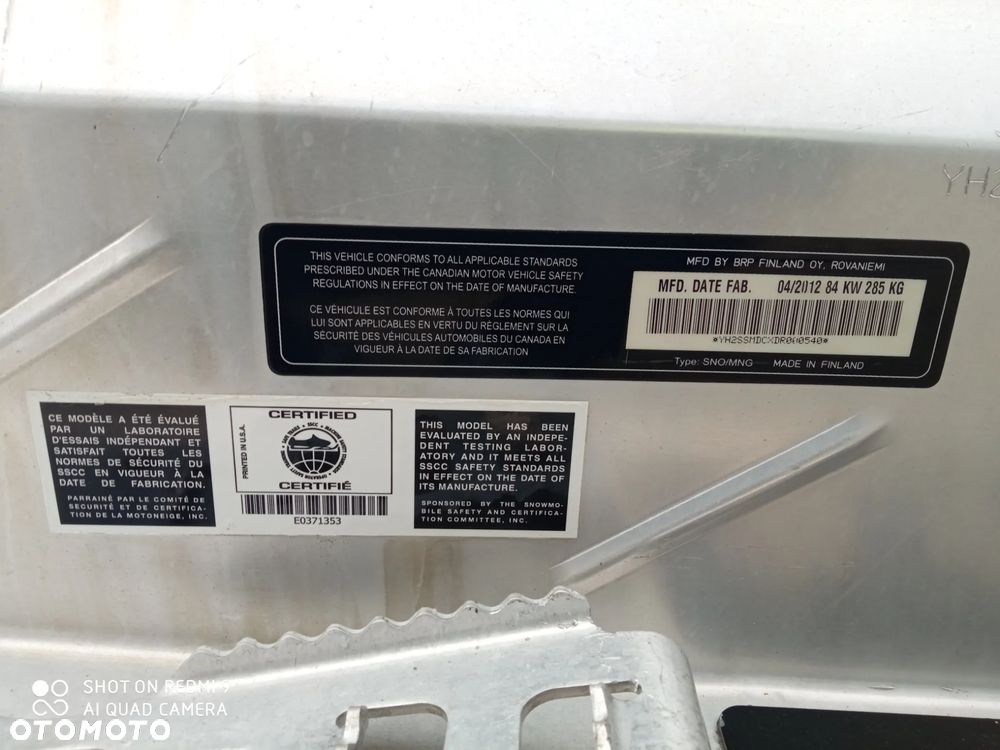 YH2
THIS VEHICLE CONFORMS TO ALL APPLICABLE STANDARDS
PRESCRIBED UNDER THE CANADIAN MOTOR VEHICLE SAFETY
REGULATIONS IN EFFECT ON THE DATE OF MANUFACTURE.
CE VÉHICULE EST CONFORME À TOUTES LES NORMES QUI
LUI SONT APPLICABLES EN VERTU DU RÈGLEMENT SUR LA
SÉCURITÉ DES VÉHICULES AUTOMOBILES DU CANADA EN
VIGUEUR À LA DATE DE SA FABRICATION
MFD BY BRP FINLAND OY, ROVANIEMI
MFD. DATE FAB. 04/2012 84 KW 285 KG
*YH2SSMDCXDR000540*
Type: SNO/MNG MADE IN FINLAND
CE MODÈLE A ÉTÉ ÉVALUÉ
PAR UN LABORATOIRE
D'ESSAIS INDÉPENDANT ET
SATISFAIT TOUTES LES
NORMES DE SÉCURITÉ DU
SSCC EN VIGUEUR À LA
DATE DE FABRICATION.
PARRAINÉ PAR LE COMITÉ DE
SÉCURITÉ ET DE CERTIFICA-
TION DE LA MOTONEIGE, INC.
PRINTED IN U.S.A.
CERTIFIED
SSCC
CERTIFIÉ
E0371353
THIS MODEL HAS BEEN
EVALUATED BY AN INDEPE-
DENT TESTING LABOR-
ATORY AND IT MEETS ALL
SSCC SAFETY STANDARDS
IN EFFECT ON THE DATE OF
ITS MANUFACTURE.
SPONSORED BY THE SNOWMO-
BILE SAFETY AND CERTIFICA-
TION COMMITTEE, INC.
SHOT ON REDMI 9
AI QUAD CAMERA
OTOMOTO